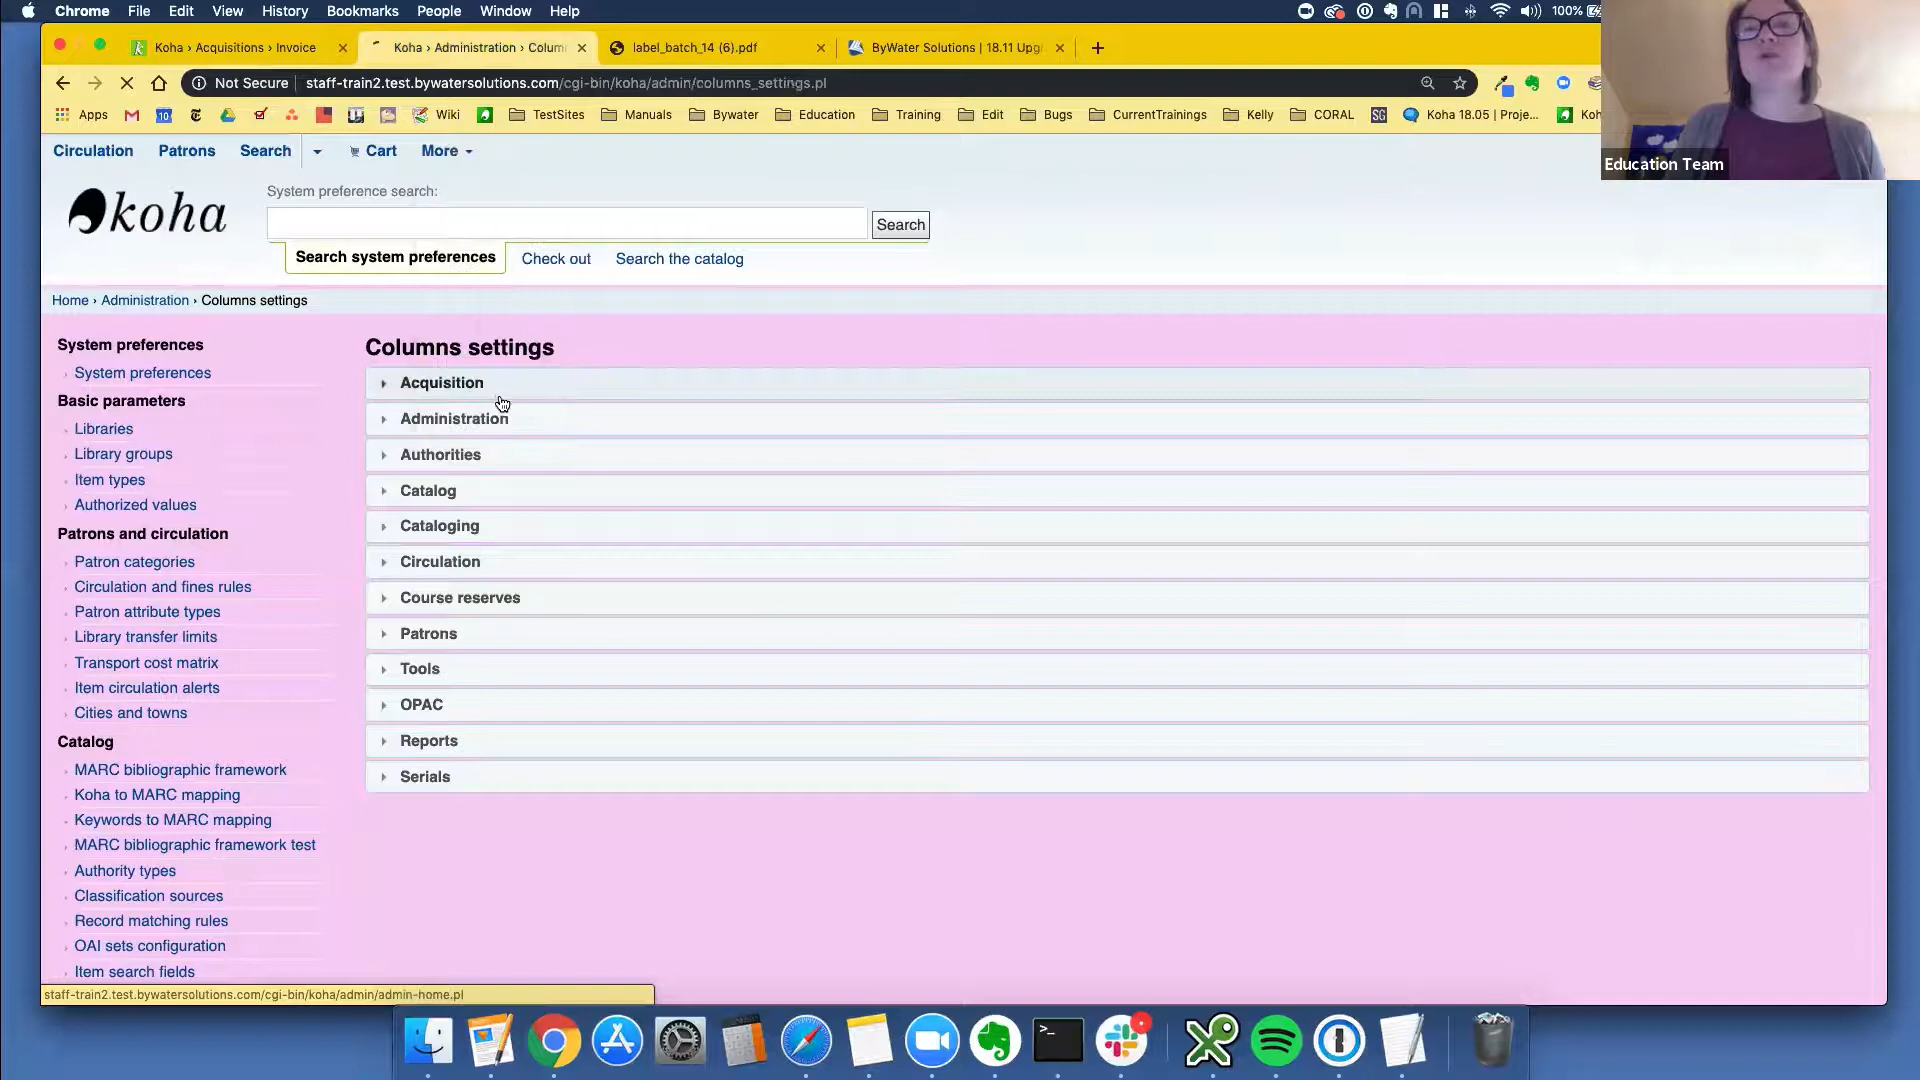 Chrome File Edit View History Bookmarks People Window Help 100%
Koha › Acquisitions › Invoice
Koha › Administration › Colum
label_batch_14 (6).pdf
ByWater Solutions | 18.11 Upg
Not Secure staff-train2.test.bywatersolutions.com/cgi-bin/koha/admin/columns_settings.pl
Apps 10 Wiki TestSites Manuals Bywater Education Training Edit Bugs CurrentTrainings Kelly CORAL SG Koha 18.05 | Proje... Koh
Education Team
Circulation Patrons Search Cart More
System preference search:
koha
Search
Search system preferences Check out Search the catalog
Home › Administration › Columns settings
System preferences
System preferences
Basic parameters
Libraries
Library groups
Item types
Authorized values
Patrons and circulation
Patron categories
Circulation and fines rules
Patron attribute types
Library transfer limits
Transport cost matrix
Item circulation alerts
Cities and towns
Catalog
MARC bibliographic framework
Koha to MARC mapping
Keywords to MARC mapping
MARC bibliographic framework test
Authority types
Classification sources
Record matching rules
OAI sets configuration
Item search fields
Columns settings
Acquisition
Administration
Authorities
Catalog
Cataloging
Circulation
Course reserves
Patrons
Tools
OPAC
Reports
Serials
staff-train2.test.bywatersolutions.com/cgi-bin/koha/admin/admin-home.pl